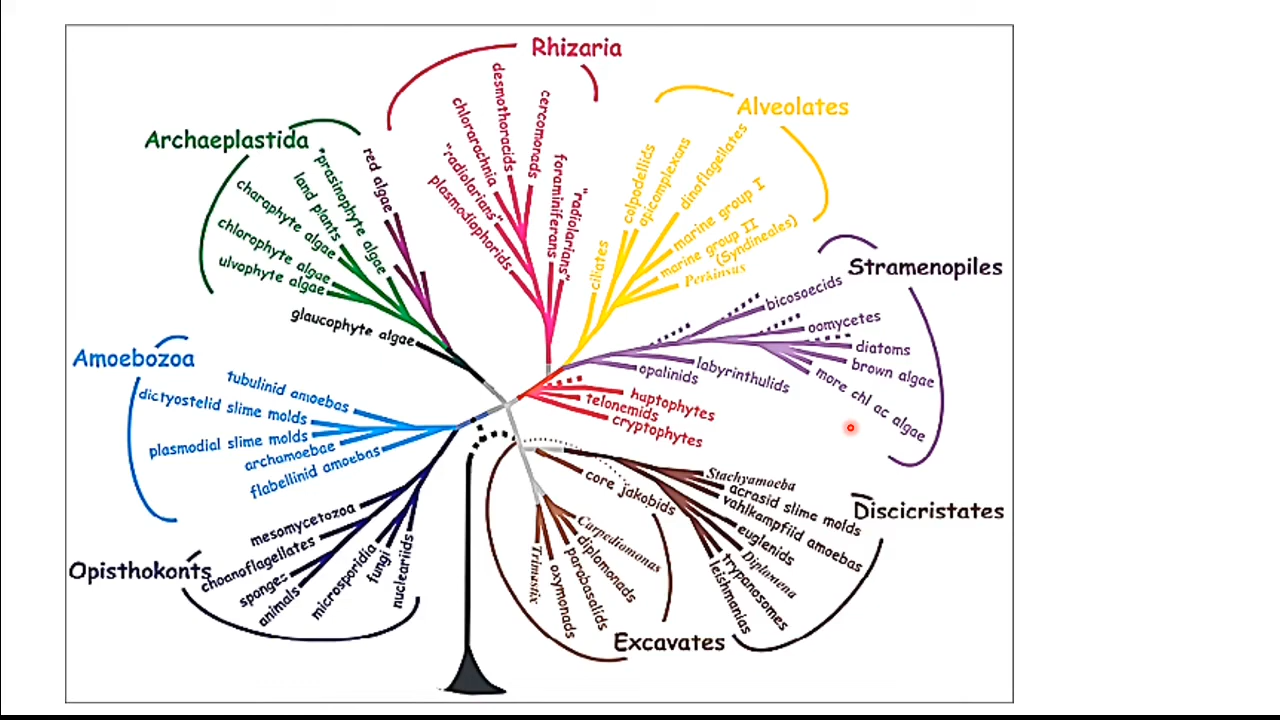 Rhizaria
desmothoracids
cercomonads
chlorarachnia
"radiolarians"
plasmodiophorids
foraminiferans
"radiolarians"
Alveolates
colpodellids
apicomplexans
dinoflagellates
marine group I
marine group II
(Syndineales)
Perkinsus
ciliates
Archaeplastida
red algae
prasinophyte algae
land plants
charaphyte algae
chlorophyte algae
ulvophyte algae
glaucophyte algae
Stramenopiles
bicosoecids
oomycetes
diatoms
brown algae
more chl ac algae
labyrinthulids
opalinids
haptophytes
telonemids
cryptophytes
Amoebozoa
tubulinid amoebas
dictyostelid slime molds
plasmodial slime molds
archamoebae
flabellinid amoebas
Opisthokonts
mesomycetozoa
choanoflagellates
sponges
animals
microsporidia
fungi
nucleariids
Discicristates
Stachyamoeba
acrasid slime molds
vahlkampfiid amoebas
euglenids
Diplomena
trypanosomes
leishmanias
Excavates
core jakobids
Carpediomonas
diplomonads
parabasalids
oxymonads
Trimastix